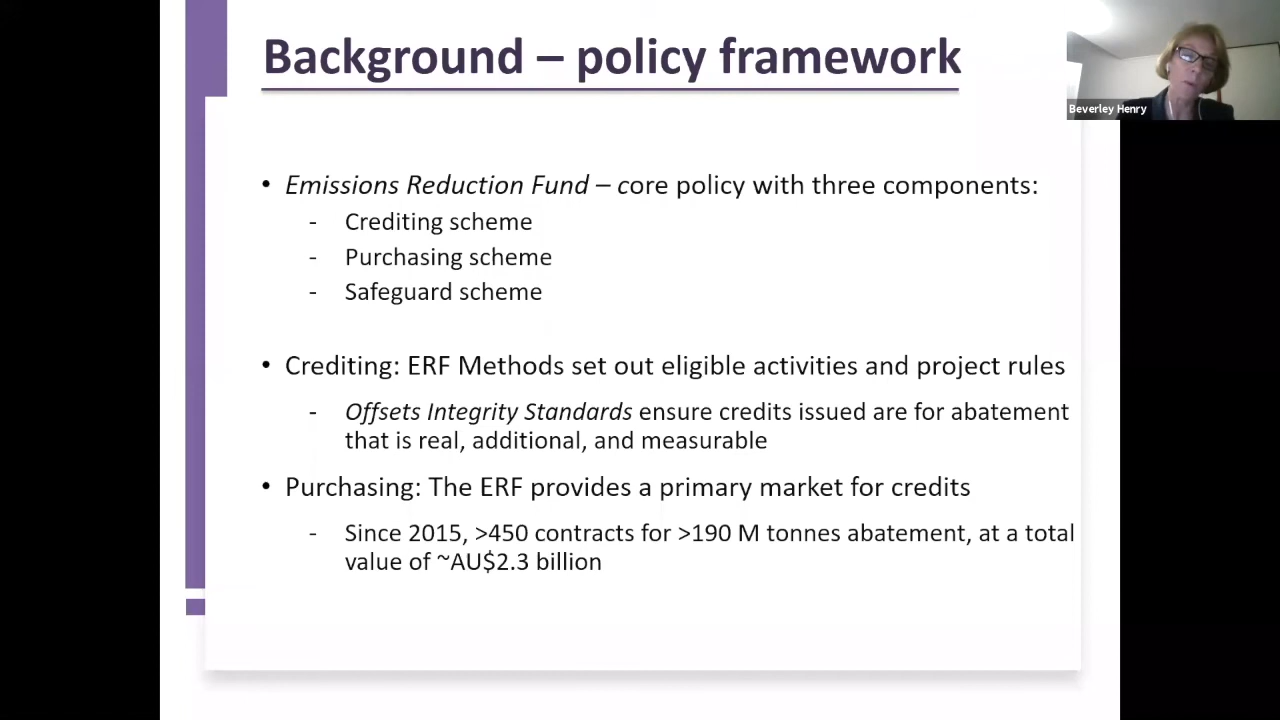 Background – policy framework
Beverley Henry
• Emissions Reduction Fund – core policy with three components:
- Crediting scheme
- Purchasing scheme
- Safeguard scheme
• Crediting: ERF Methods set out eligible activities and project rules
- Offsets Integrity Standards ensure credits issued are for abatement
that is real, additional, and measurable
• Purchasing: The ERF provides a primary market for credits
- Since 2015, >450 contracts for >190 M tonnes abatement, at a total
value of ~AU$2.3 billion